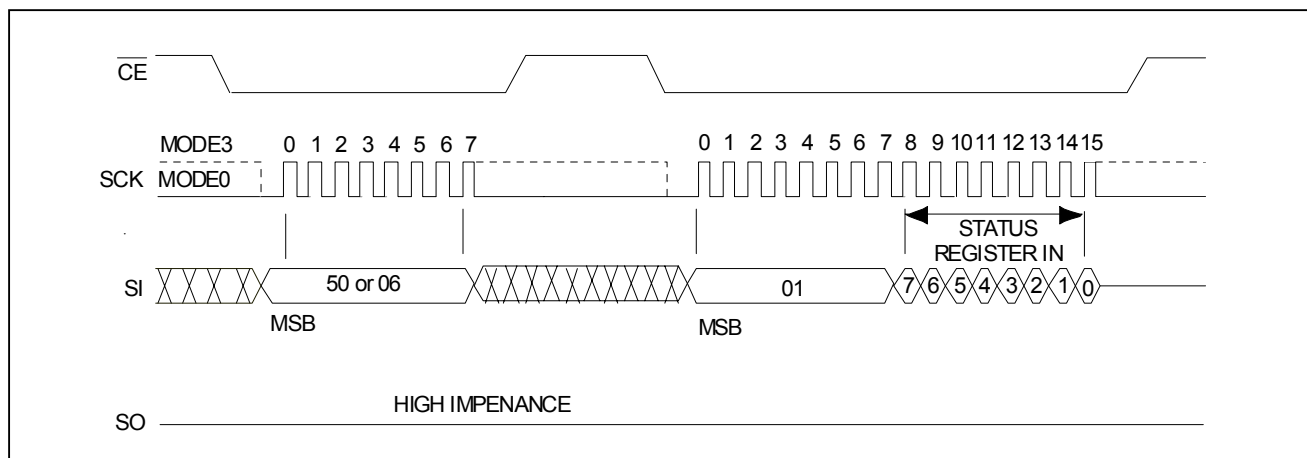 CE
MODE3
0 1 2 3 4 5 6 7
0 1 2 3 4 5 6 7 8 9 10 11 12 13 14 15
SCK
MODE0
STATUS
REGISTER IN
SI
50 or 06
01
7 6 5 4 3 2 1 0
MSB
MSB
HIGH IMPENANCE
SO